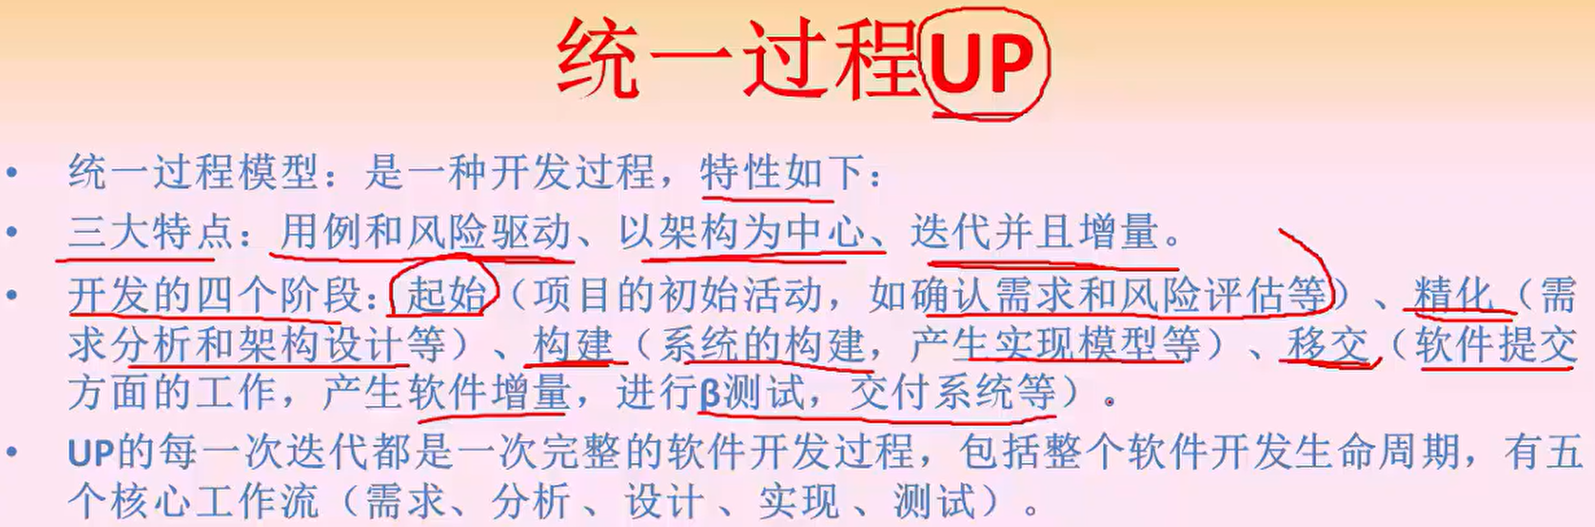 统一过程UP
• 统一过程模型：是一种开发过程，特性如下：
• 三大特点：用例和风险驱动、以架构为中心、迭代并且增量。
• 开发的四个阶段：起始（项目的初始活动，如确认需求和风险评估等）、精化（需
求分析和架构设计等）、构建（系统的构建，产生实现模型等）、移交（软件提交
方面的工作，产生软件增量，进行β测试，交付系统等）。
• UP的每一次迭代都是一次完整的软件开发过程，包括整个软件开发生命周期，有五
个核心工作流（需求、分析、设计、实现、测试）。